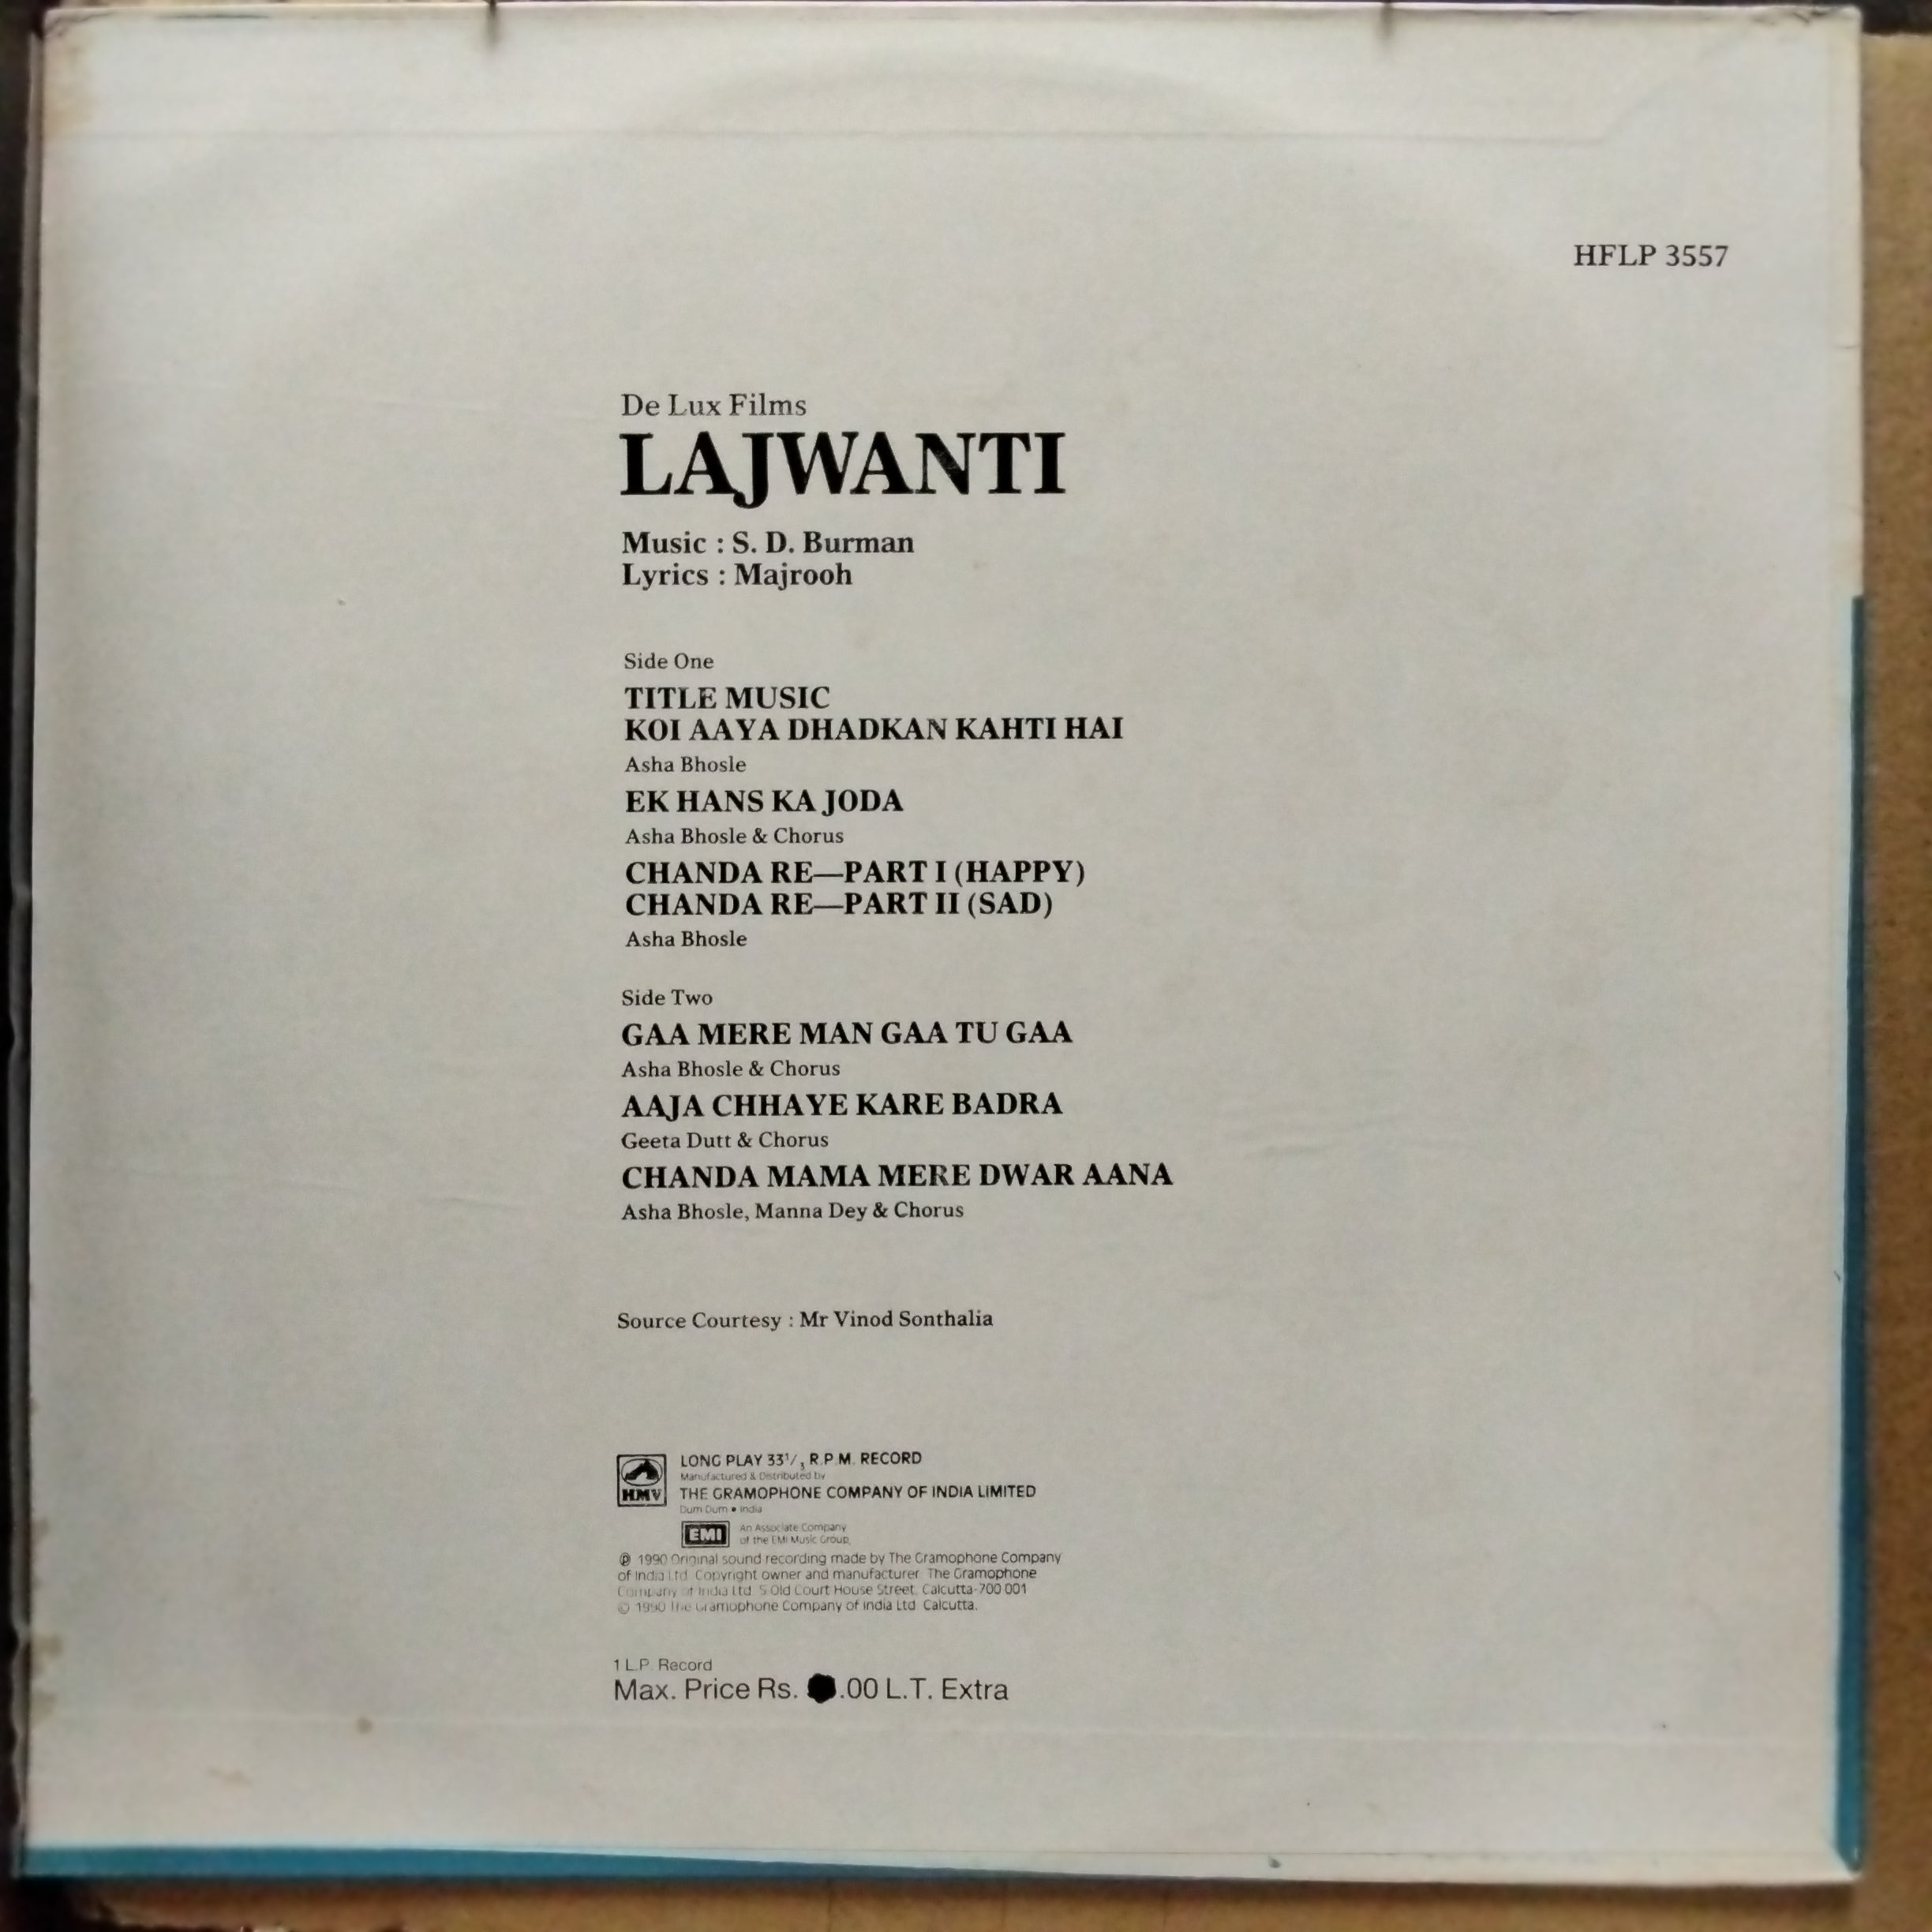 HFLP 3557
De Lux Films
LAJWANTI
Music : S. D. Burman
Lyrics : Majrooh
Side One
TITLE MUSIC
KOI AAYA DHADKAN KAHTI HAI
Asha Bhosle
EK HANS KA JODA
Asha Bhosle & Chorus
CHANDA RE—PART I (HAPPY)
CHANDA RE—PART II (SAD)
Asha Bhosle
Side Two
GAA MERE MAN GAA TU GAA
Asha Bhosle & Chorus
AAJA CHHAYE KARE BADRA
Geeta Dutt & Chorus
CHANDA MAMA MERE DWAR AANA
Asha Bhosle, Manna Dey & Chorus
Source Courtesy : Mr Vinod Sonthalia
HMV
LONG PLAY 33 1/3 R.P.M. RECORD
Manufactured & Distributed by
THE GRAMOPHONE COMPANY OF INDIA LIMITED
Dum Dum • India
EMI
An Associate Company
of the EMI Music Group.
℗ 1990 Original sound recording made by The Gramophone Company
of India Ltd. Copyright owner and manufacturer The Gramophone
Company of India Ltd. 5 Old Court House Street. Calcutta-700 001
© 1990 The Gramophone Company of India Ltd. Calcutta.
1 L.P. Record
Max. Price Rs. .00 L.T. Extra